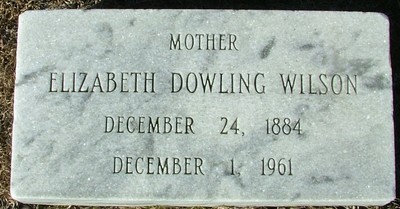 MOTHER
ELIZABETH DOWLING WILSON
DECEMBER 24, 1884
DECEMBER 1, 1961